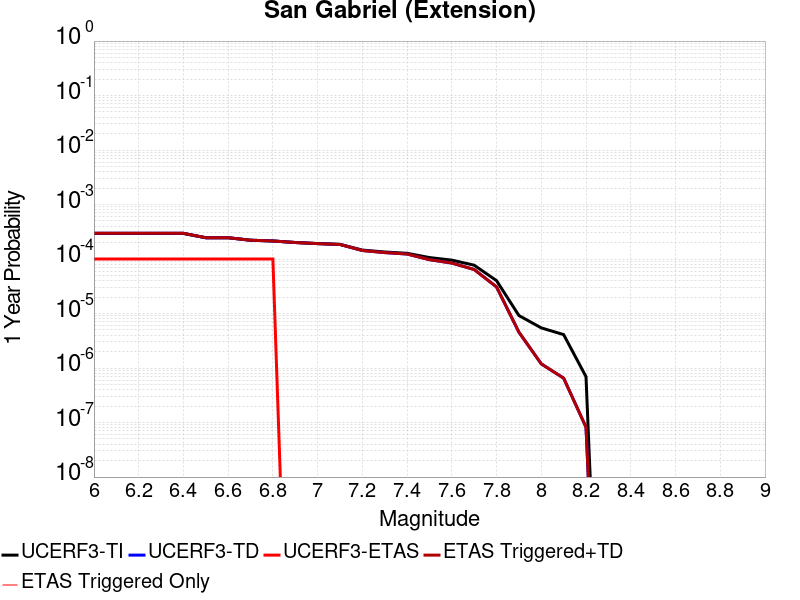 San Gabriel (Extension)
10^0
10^-1
10^-2
10^-3
10^-4
10^-5
10^-6
10^-7
10^-8
1 Year Probability
6 6.2 6.4 6.6 6.8 7 7.2 7.4 7.6 7.8 8 8.2 8.4 8.6 8.8 9
Magnitude
UCERF3-TI UCERF3-TD UCERF3-ETAS ETAS Triggered+TD
ETAS Triggered Only